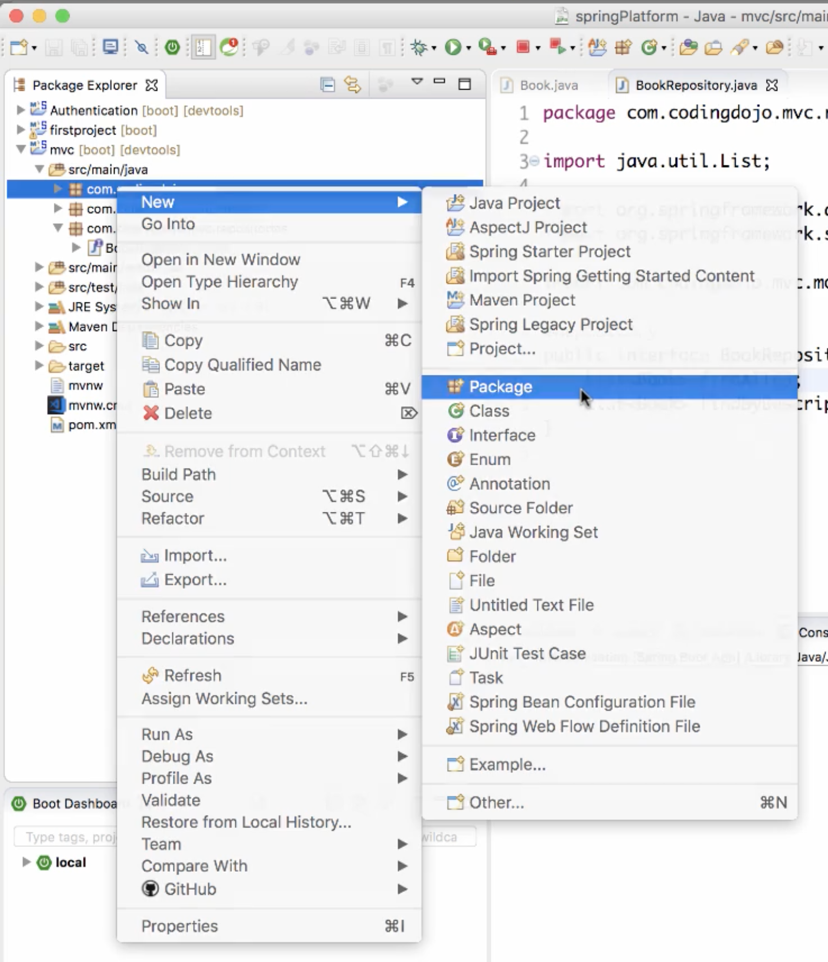 springPlatform - Java - mvc/src/mai
Package Explorer
Book.java
BookRepository.java
Authentication [boot] [devtools]
firstproject [boot]
mvc [boot] [devtools]
src/main/java
com.
com.
com.
src/main
src/test/
JRE Sys
Maven D
src
target
mvnw
mvnw.cm
pom.xm
1 package com.codingdojo.mvc.r
2
3 import java.util.List;
4
New
Go Into
Open in New Window
Open Type Hierarchy F4
Show In ⌥⌘W
Copy ⌘C
Copy Qualified Name
Paste ⌘V
Delete ⌦
Remove from Context ⌥⇧⌘↓
Build Path
Source ⌥⌘S
Refactor ⌥⌘T
Import...
Export...
References
Declarations
Refresh F5
Assign Working Sets...
Run As
Debug As
Profile As
Validate
Restore from Local History...
Team
Compare With
GitHub
Properties ⌘I
Java Project
AspectJ Project
Spring Starter Project
Import Spring Getting Started Content
Maven Project
Spring Legacy Project
Project...
Package
Class
Interface
Enum
Annotation
Source Folder
Java Working Set
Folder
File
Untitled Text File
Aspect
JUnit Test Case
Task
Spring Bean Configuration File
Spring Web Flow Definition File
Example...
Other... ⌘N
Cons
Java/.
Boot Dashboa
Type tags, proj
wildca
local